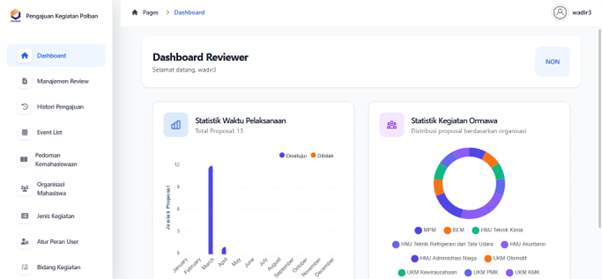 Pengajuan Kegiatan Polban
Pages > Dashboard
wadir3
Dashboard
Manajemen Review
Histori Pengajuan
Event List
Pedoman
Kemahasiswaan
Organisasi
Mahasiswa
Jenis Kegiatan
Atur Peran User
Bidang Kegiatan
Dashboard Reviewer
Selamat datang, wadir3
NON
Statistik Waktu Pelaksanaan
Total Proposal: 13
Disetujui Ditolak
Jumlah Proposal
12
9
6
3
0
January
February
March
April
May
June
July
August
September
October
November
December
Statistik Kegiatan Ormawa
Distribusi proposal berdasarkan organisasi
MPM BEM HMJ Teknik Kimia
HMJ Teknik Refrigerasi dan Tata Udara HMJ Akuntansi
HMJ Administrasi Niaga UKM Otomotif
UKM Kewirausahaan UKM PMK UKM KMK